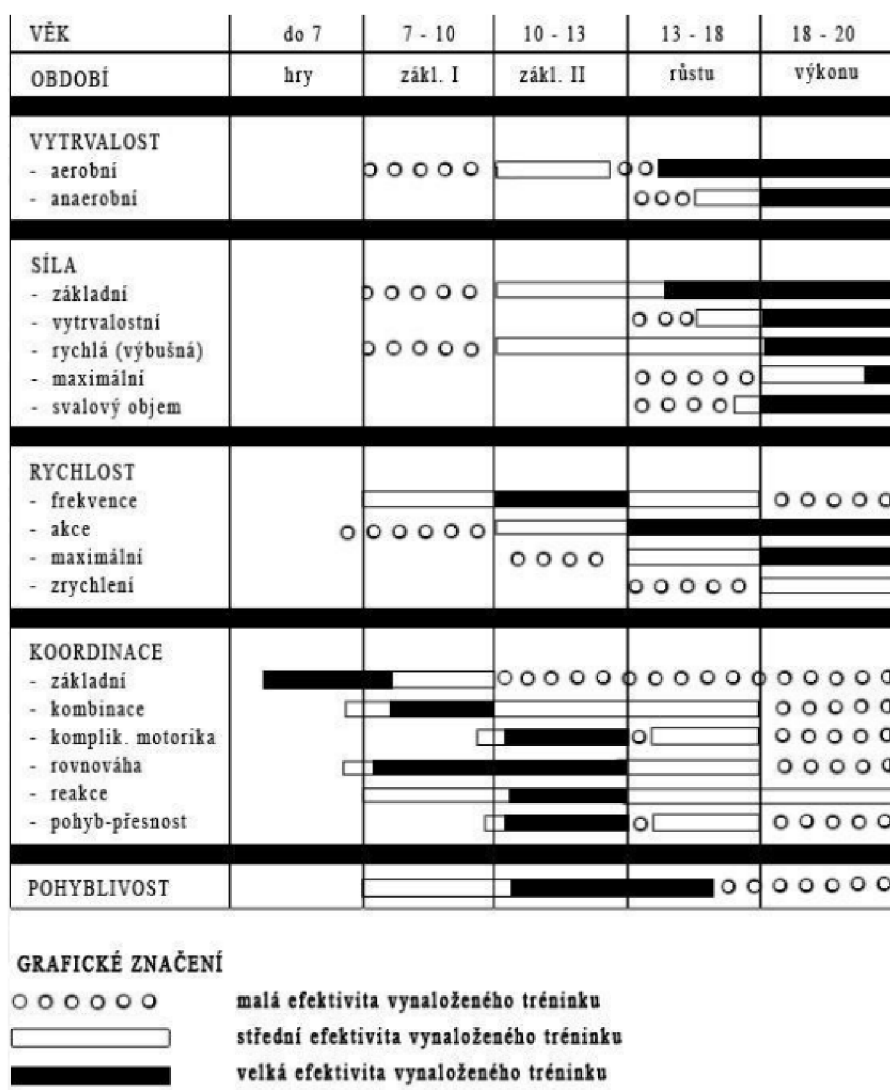 VĚK do 7 7 - 10 10 - 13 13 - 18 18 - 20
OBDOBÍ hry zákl. I zákl. II růstu výkonu
VYTRVALOST
- aerobní
- anaerobní
SÍLA
- základní
- vytrvalostní
- rychlá (výbušná)
- maximální
- svalový objem
RYCHLOST
- frekvence
- akce
- maximální
- zrychlení
KOORDINACE
- základní
- kombinace
- komplik. motorika
- rovnováha
- reakce
- pohyb-přesnost
POHYBLIVOST
GRAFICKÉ ZNAČENÍ
malá efektivita vynaloženého tréninku
střední efektivita vynaloženého tréninku
velká efektivita vynaloženého tréninku